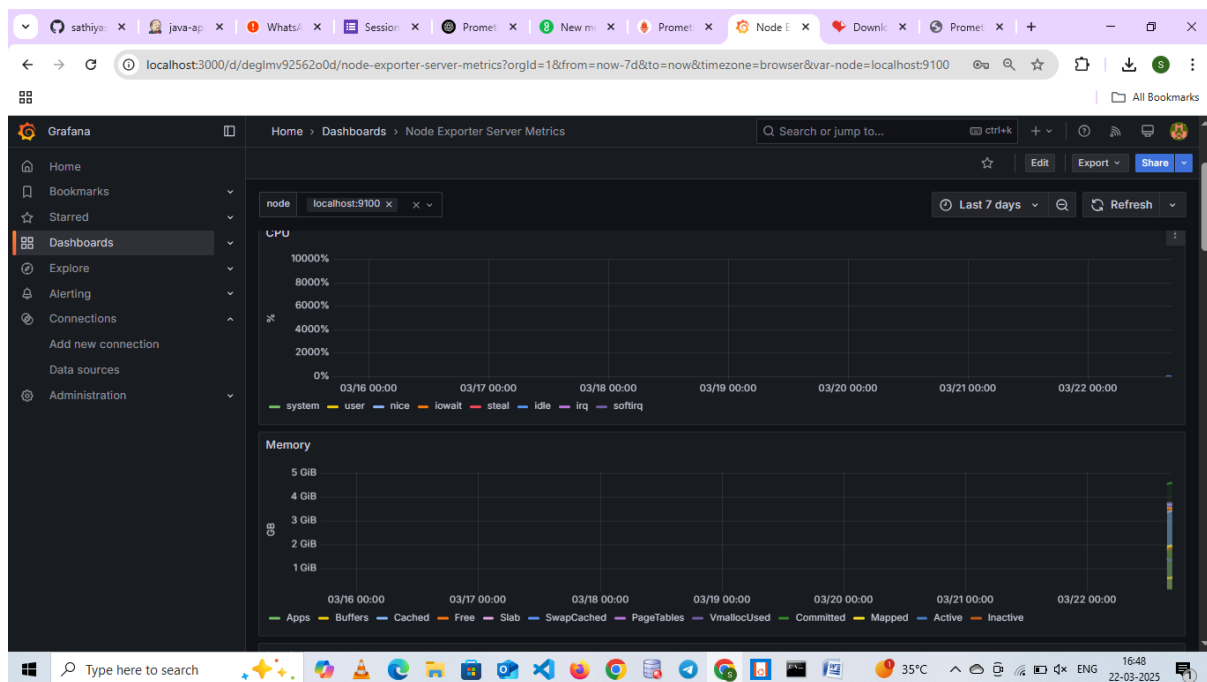 sathiya:
java-ap
WhatsA
Session
Promet
New m
Promet
Node E
Downlc
Promet
localhost:3000/d/deglmv92562o0d/node-exporter-server-metrics?orgId=1&from=now-7d&to=now&timezone=browser&var-node=localhost:9100
S
All Bookmarks
Grafana
Home › Dashboards › Node Exporter Server Metrics
Search or jump to...
ctrl+k
Home
Bookmarks
Starred
Dashboards
Explore
Alerting
Connections
Add new connection
Data sources
Administration
Edit
Export
Share
node
localhost:9100
Last 7 days
Refresh
CPU
10000%
8000%
6000%
4000%
2000%
0%
%
03/16 00:00 03/17 00:00 03/18 00:00 03/19 00:00 03/20 00:00 03/21 00:00 03/22 00:00
system user nice iowait steal idle irq softirq
Memory
5 GiB
4 GiB
3 GiB
2 GiB
1 GiB
GB
03/16 00:00 03/17 00:00 03/18 00:00 03/19 00:00 03/20 00:00 03/21 00:00 03/22 00:00
Apps Buffers Cached Free Slab SwapCached PageTables VmallocUsed Committed Mapped Active Inactive
Type here to search
35°C
ENG
16:48
22-03-2025